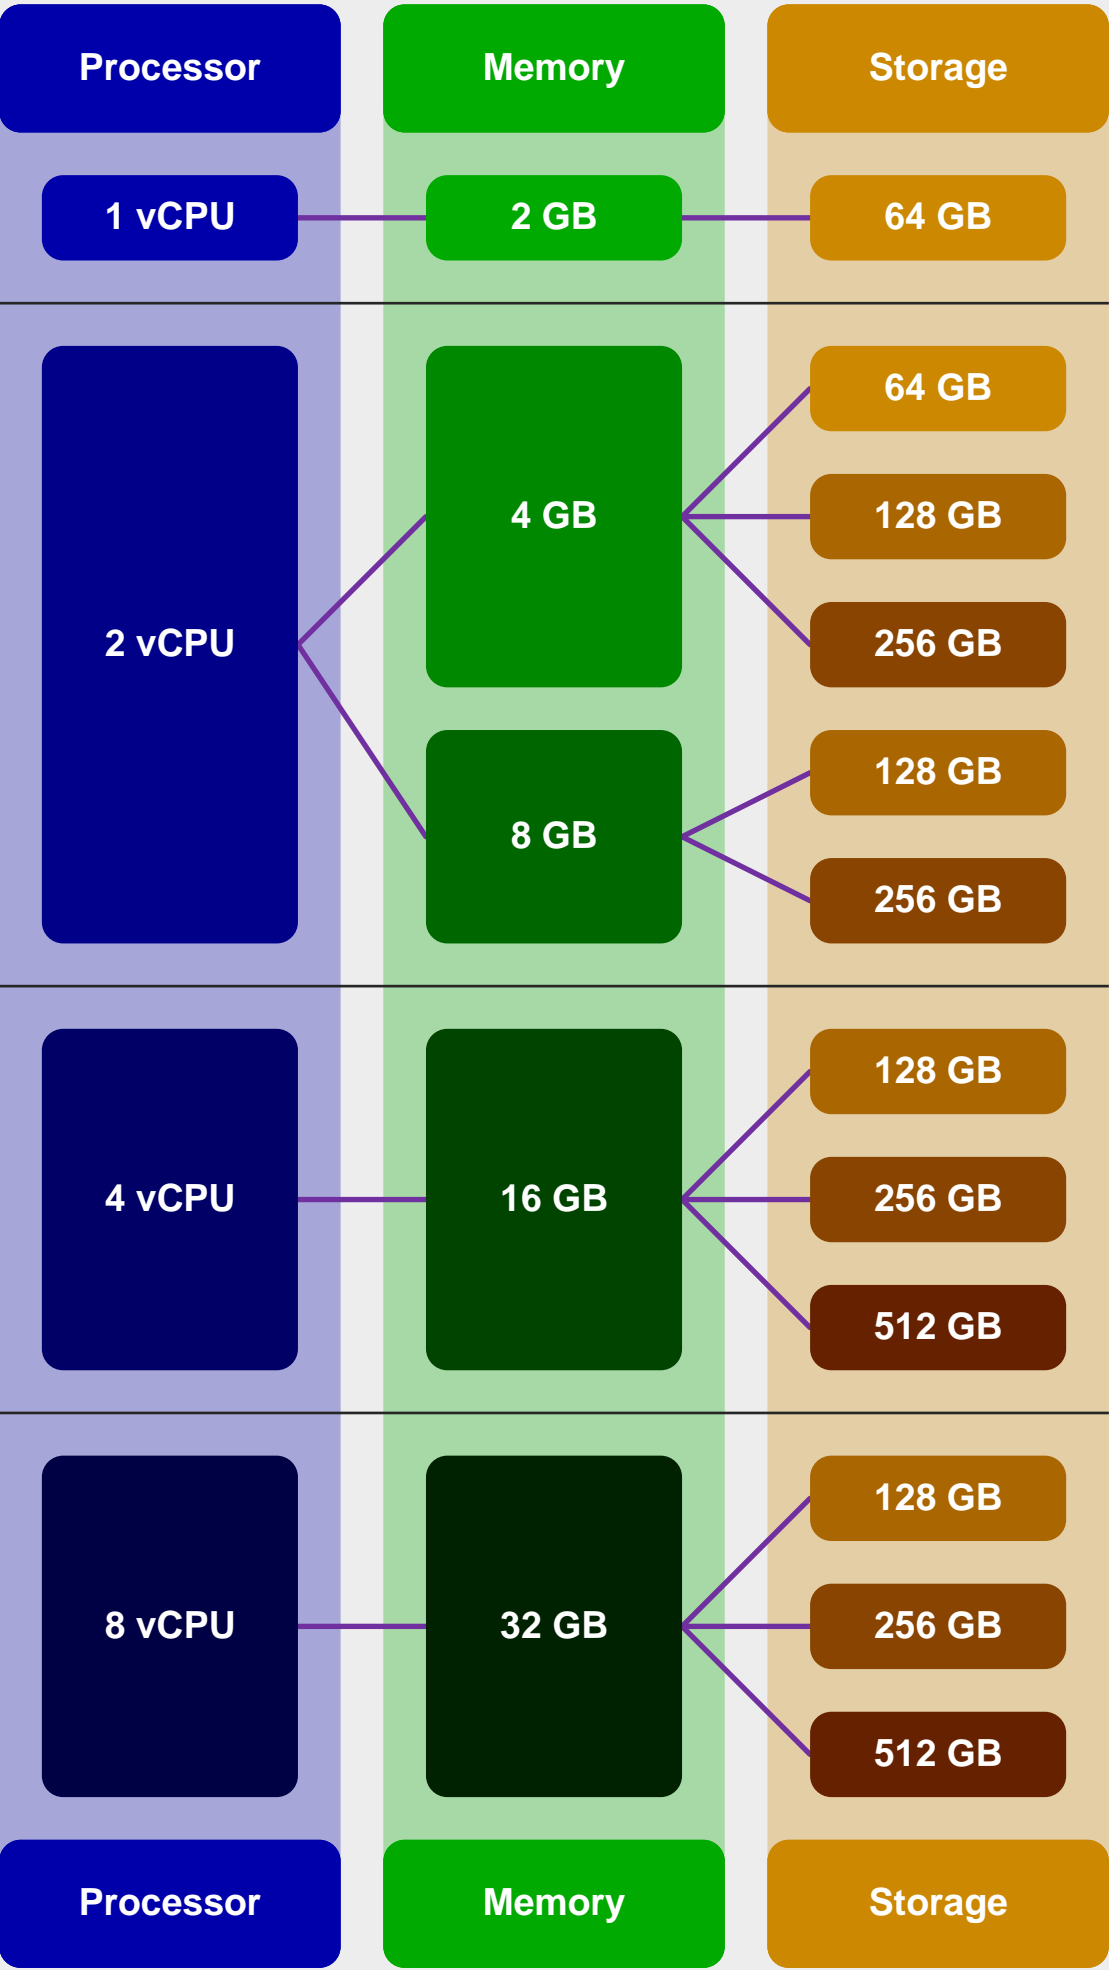 Processor
Memory
Storage
1 vCPU
2 GB
64 GB
2 vCPU
4 GB
64 GB
128 GB
256 GB
8 GB
128 GB
256 GB
4 vCPU
16 GB
128 GB
256 GB
512 GB
8 vCPU
32 GB
128 GB
256 GB
512 GB
Processor
Memory
Storage